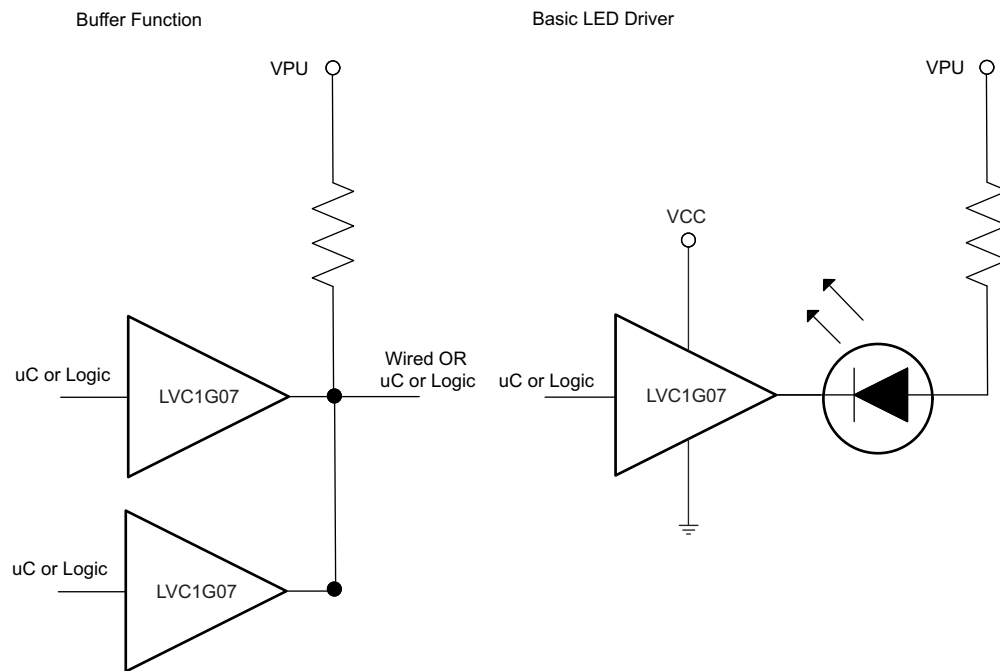 Buffer Function
VPU
uC or Logic
LVC1G07
Wired OR
uC or Logic
uC or Logic
LVC1G07
Basic LED Driver
VPU
VCC
uC or Logic
LVC1G07